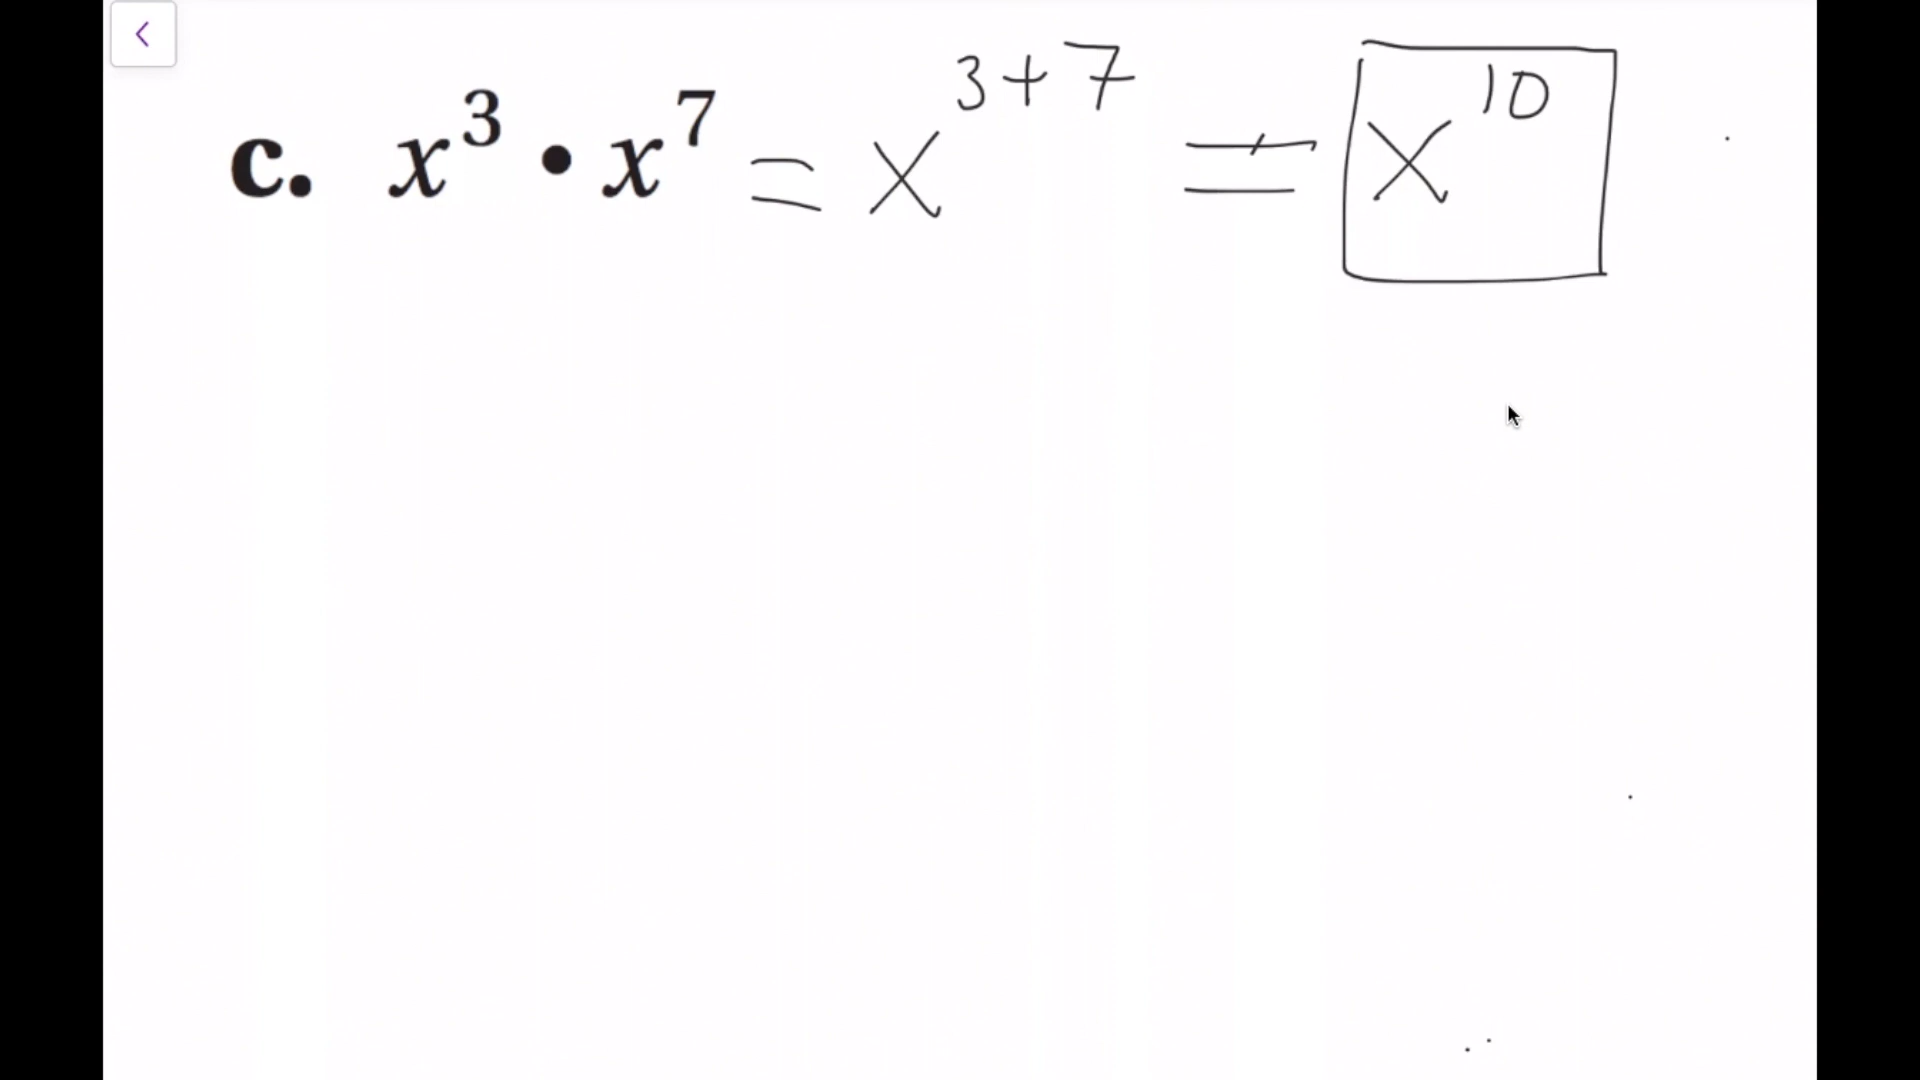 c. x³ • x⁷ = x³⁺⁷ = x¹⁰